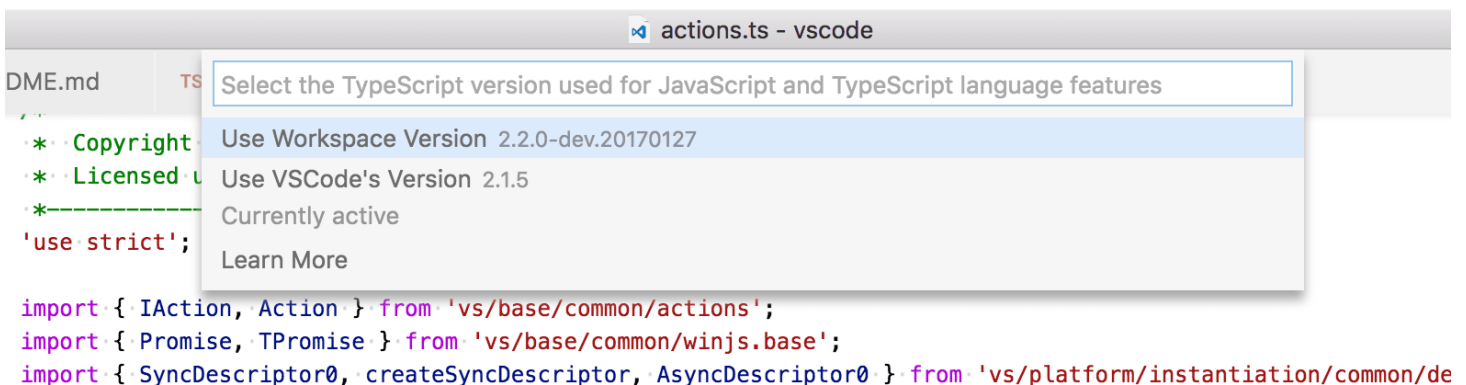 actions.ts - vscode
DME.md TS
Select the TypeScript version used for JavaScript and TypeScript language features
Use Workspace Version 2.2.0-dev.20170127
Use VSCode's Version 2.1.5
Currently active
Learn More
* Copyright
* Licensed u
*------------
'use strict';
import { IAction, Action } from 'vs/base/common/actions';
import { Promise, TPromise } from 'vs/base/common/winjs.base';
import { SyncDescriptor0, createSyncDescriptor, AsyncDescriptor0 } from 'vs/platform/instantiation/common/de